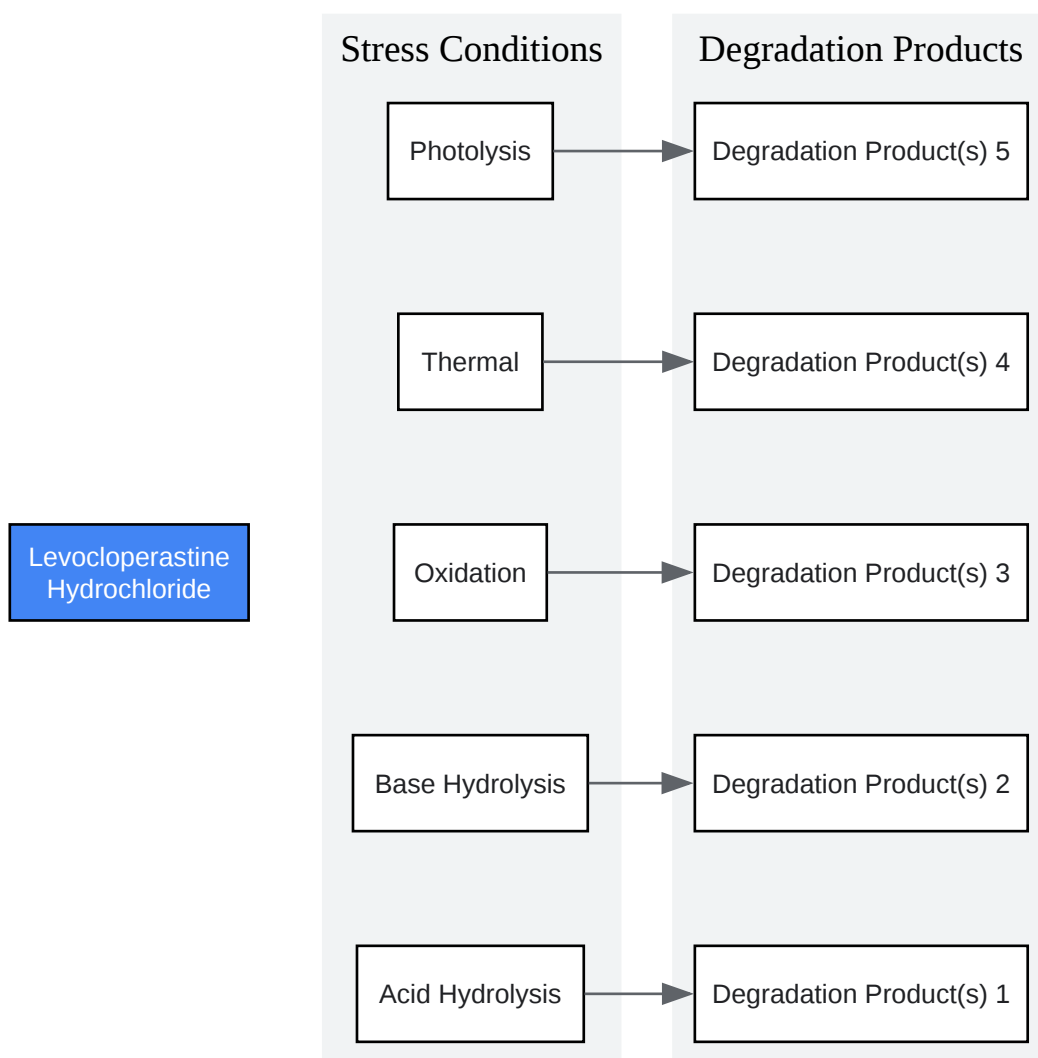 Stress Conditions
Degradation Products
Photolysis
Degradation Product(s) 5
Thermal
Degradation Product(s) 4
Levocloperastine
Hydrochloride
Oxidation
Degradation Product(s) 3
Base Hydrolysis
Degradation Product(s) 2
Acid Hydrolysis
Degradation Product(s) 1